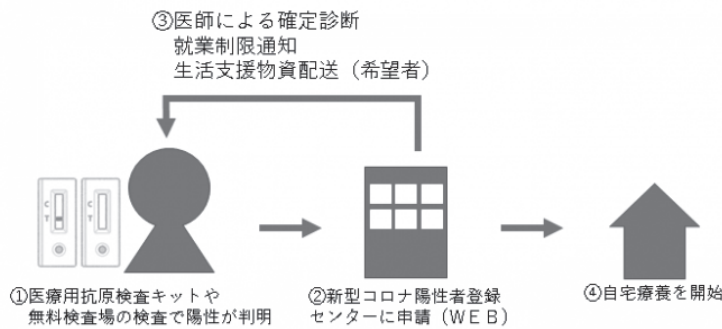 ③医師による確定診断
就業制限通知
生活支援物資配送（希望者）
C
T
C
T
①医療用抗原検査キットや
無料検査場の検査で陽性が判明
②新型コロナ陽性者登録
センターに申請（ＷＥＢ）
④自宅療養を開始